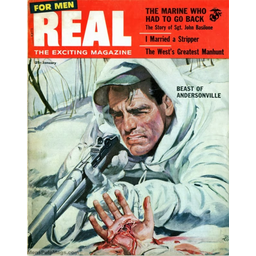 FOR MEN
REAL
THE EXCITING MAGAZINE
THE MARINE WHO
HAD TO GO BACK
The Story of Sgt. John Basilone
I Married a Stripper
The West's Greatest Manhunt
BEAST OF
ANDERSONVILLE